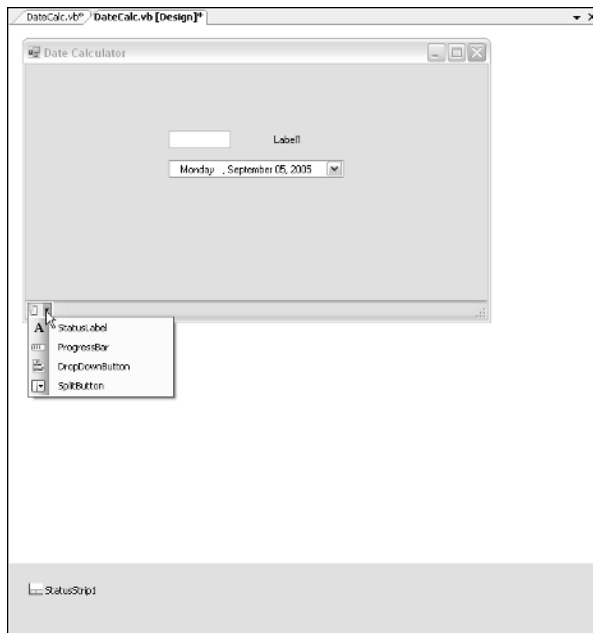 DateCalc.vb* DateCalc.vb [Design]*
Date Calculator
Label1
Monday , September 05, 2005
A StatusLabel
ProgressBar
DropDownButton
SplitButton
StatusStrip1